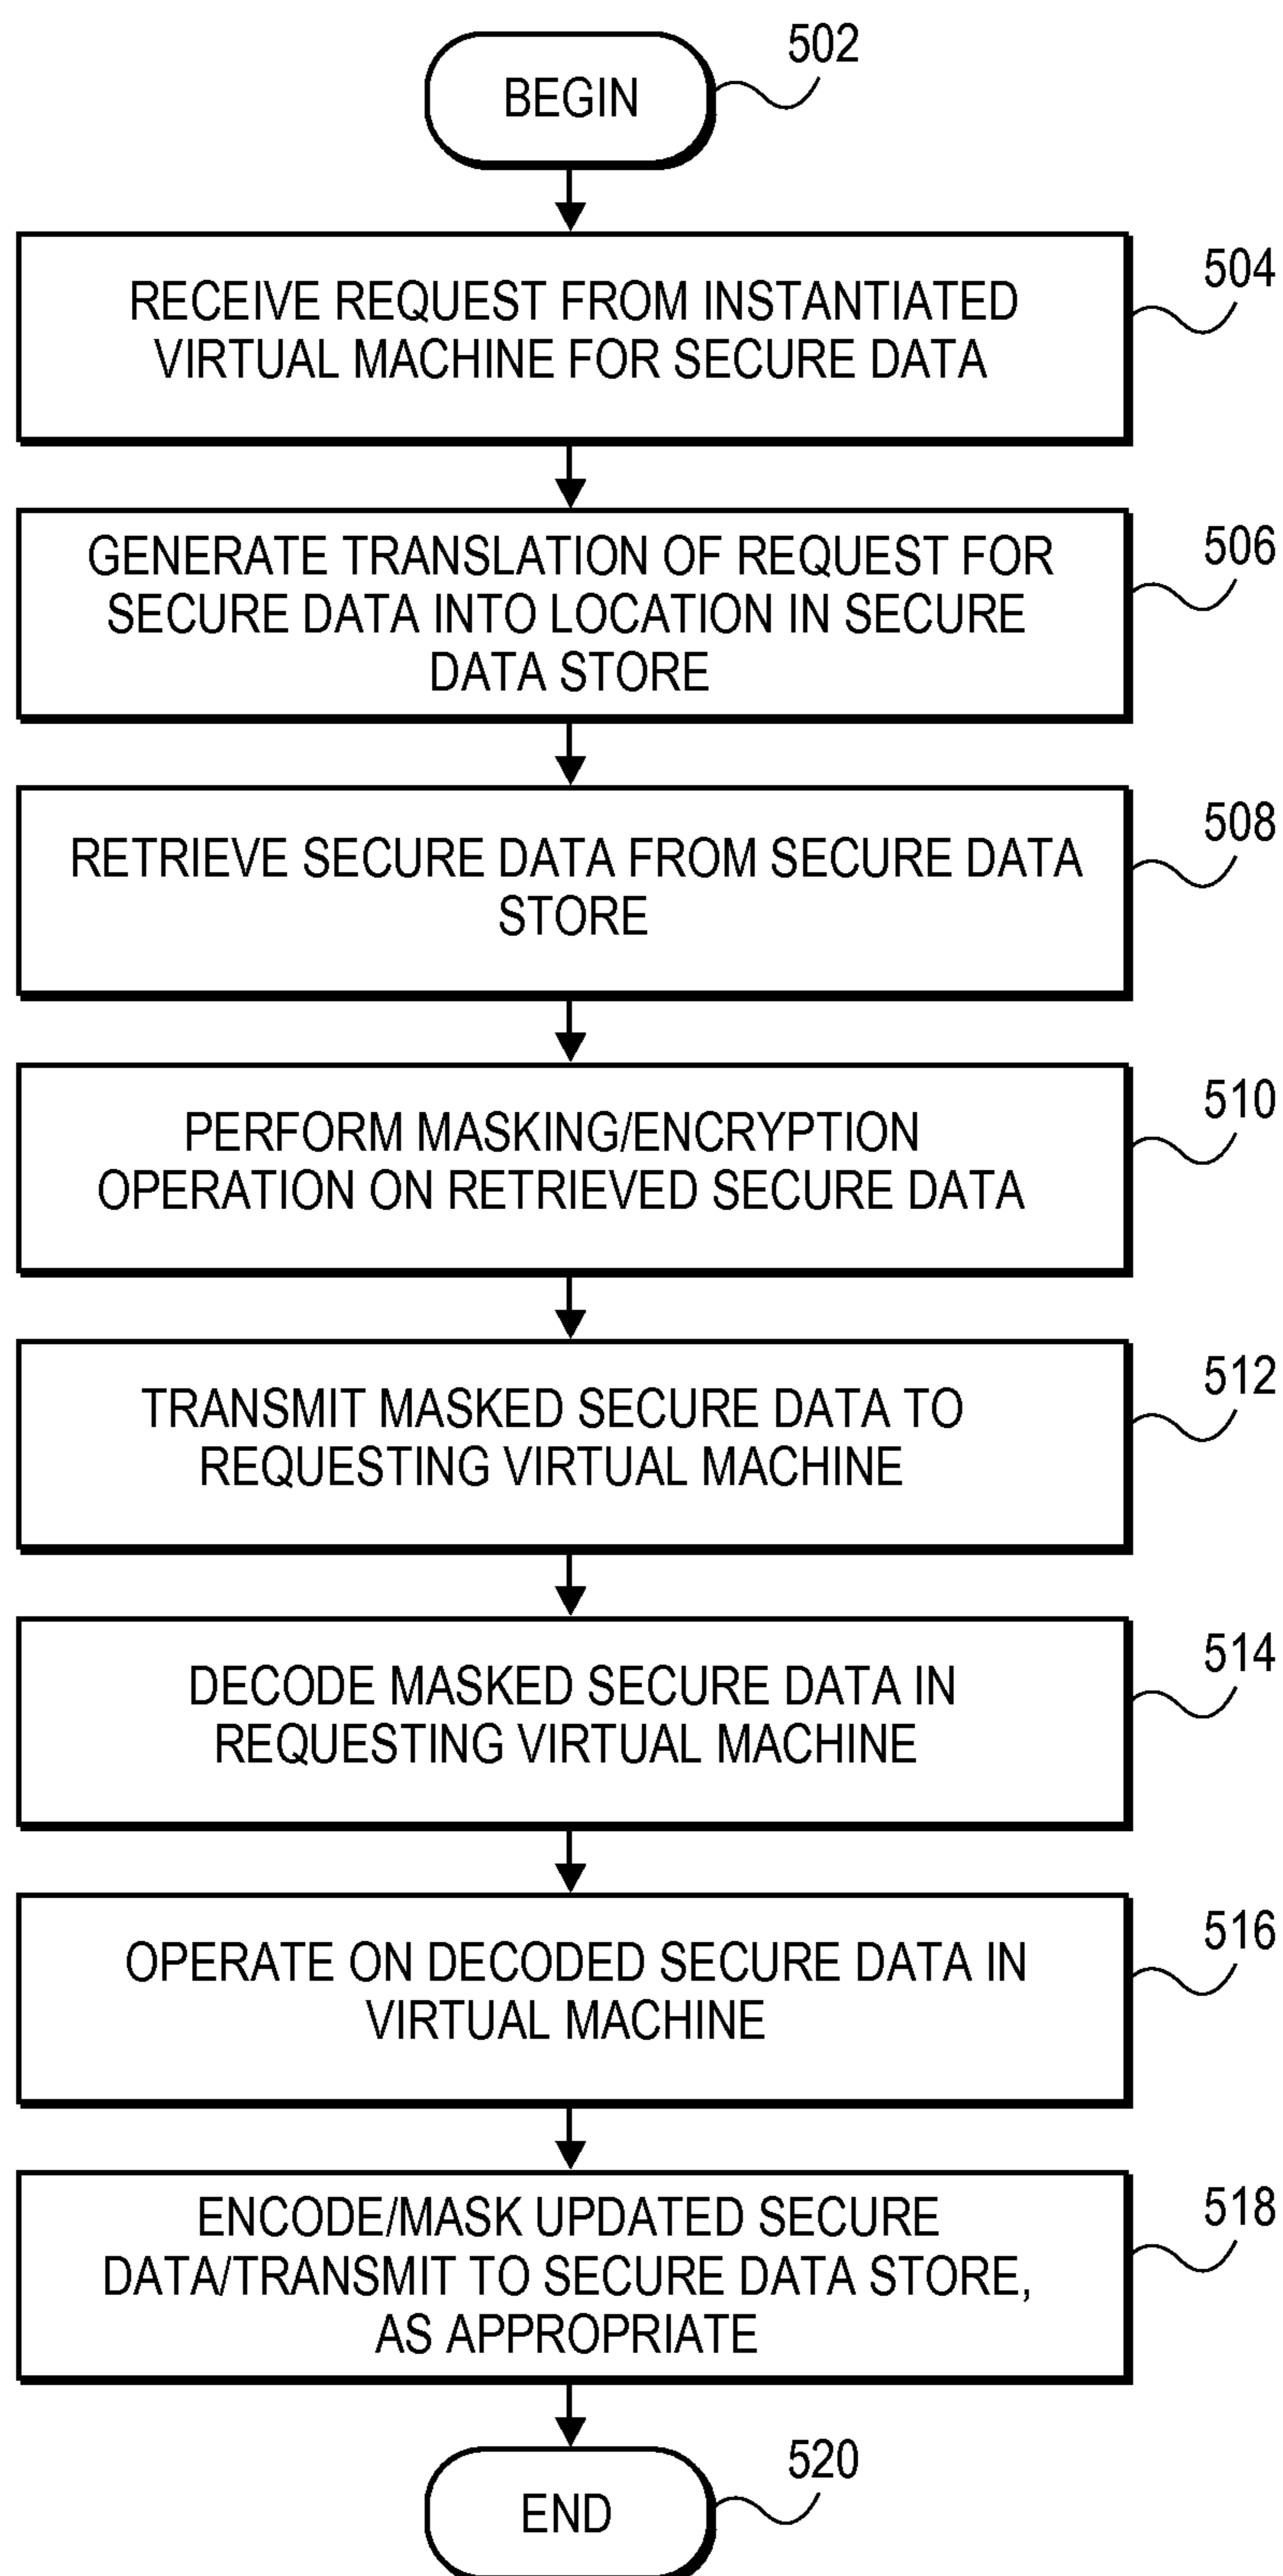 BEGIN
502
RECEIVE REQUEST FROM INSTANTIATED
VIRTUAL MACHINE FOR SECURE DATA
504
GENERATE TRANSLATION OF REQUEST FOR
SECURE DATA INTO LOCATION IN SECURE
DATA STORE
506
RETRIEVE SECURE DATA FROM SECURE DATA
STORE
508
PERFORM MASKING/ENCRYPTION
OPERATION ON RETRIEVED SECURE DATA
510
TRANSMIT MASKED SECURE DATA TO
REQUESTING VIRTUAL MACHINE
512
DECODE MASKED SECURE DATA IN
REQUESTING VIRTUAL MACHINE
514
OPERATE ON DECODED SECURE DATA IN
VIRTUAL MACHINE
516
ENCODE/MASK UPDATED SECURE
DATA/TRANSMIT TO SECURE DATA STORE,
AS APPROPRIATE
518
END
520